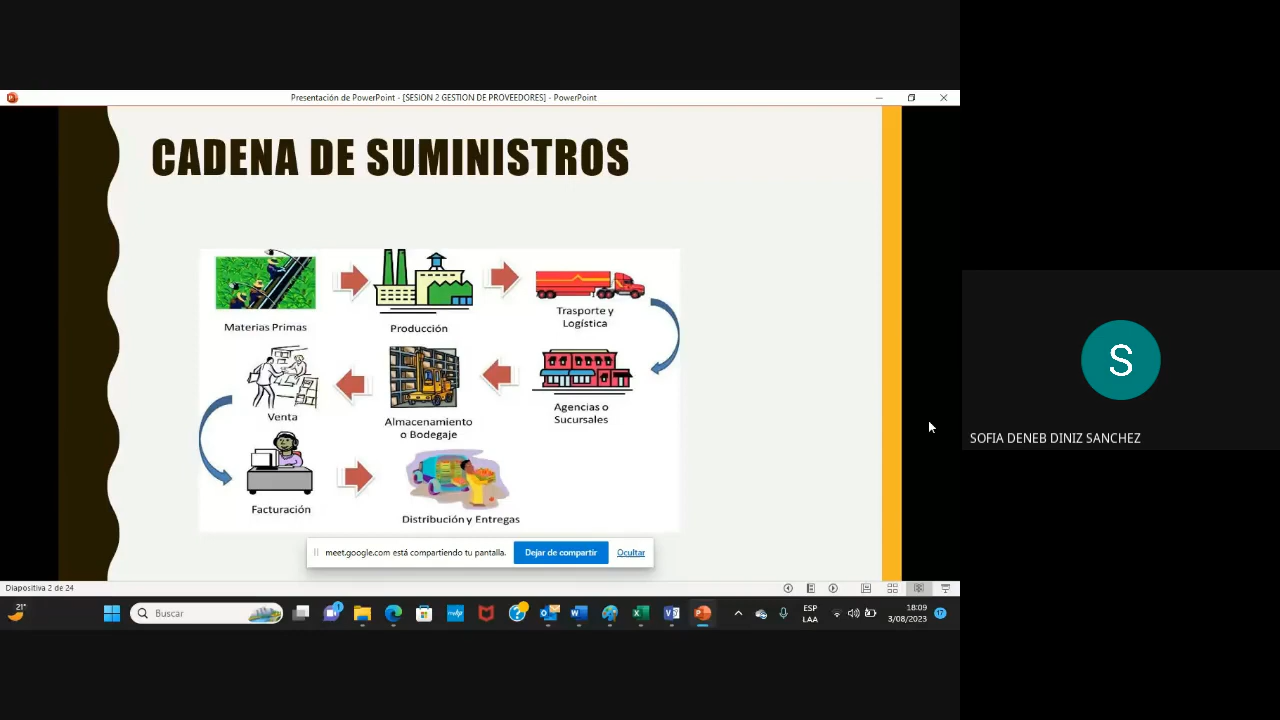 Presentación de PowerPoint - [SESION 2 GESTION DE PROVEEDORES] - PowerPoint
CADENA DE SUMINISTROS
Materias Primas
Producción
Trasporte y
Logística
Venta
Almacenamiento
o Bodegaje
Agencias o
Sucursales
Facturación
Distribución y Entregas
meet.google.com está compartiendo tu pantalla.
Dejar de compartir
Ocultar
S
SOFIA DENEB DINIZ SANCHEZ
Diapositiva 2 de 24
21°
Buscar
ESP
LAA
18:09
3/08/2023
17